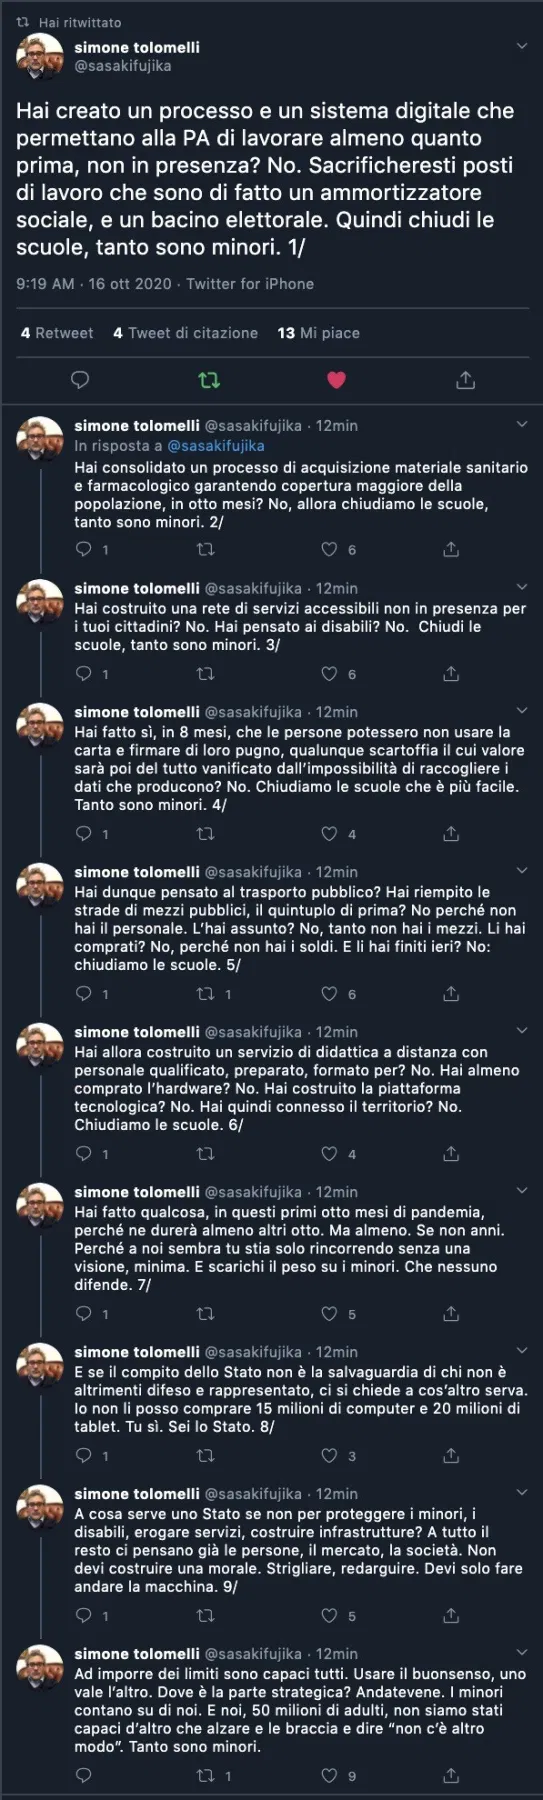 Hai ritwittato
simone tolomelli
@sasakifujika
Hai creato un processo e un sistema digitale che
permettano alla PA di lavorare almeno quanto
prima, non in presenza? No. Sacrificheresti posti
di lavoro che sono di fatto un ammortizzatore
sociale, e un bacino elettorale. Quindi chiudi le
scuole, tanto sono minori. 1/
9:19 AM · 16 ott 2020 · Twitter for iPhone
4 Retweet 4 Tweet di citazione 13 Mi piace
simone tolomelli @sasakifujika · 12min
In risposta a @sasakifujika
Hai consolidato un processo di acquisizione materiale sanitario
e farmacologico garantendo copertura maggiore della
popolazione, in otto mesi? No, allora chiudiamo le scuole,
tanto sono minori. 2/
1 6
simone tolomelli @sasakifujika · 12min
Hai costruito una rete di servizi accessibili non in presenza per
i tuoi cittadini? No. Hai pensato ai disabili? No. Chiudi le
scuole, tanto sono minori. 3/
1 6
simone tolomelli @sasakifujika · 12min
Hai fatto sì, in 8 mesi, che le persone potessero non usare la
carta e firmare di loro pugno, qualunque scartoffia il cui valore
sarà poi del tutto vanificato dall'impossibilità di raccogliere i
dati che producono? No. Chiudiamo le scuole che è più facile.
Tanto sono minori. 4/
1 4
simone tolomelli @sasakifujika · 12min
Hai dunque pensato al trasporto pubblico? Hai riempito le
strade di mezzi pubblici, il quintuplo di prima? No perché non
hai il personale. L'hai assunto? No, tanto non hai i mezzi. Li hai
comprati? No, perché non hai i soldi. E li hai finiti ieri? No:
chiudiamo le scuole. 5/
1 1 6
simone tolomelli @sasakifujika · 12min
Hai allora costruito un servizio di didattica a distanza con
personale qualificato, preparato, formato per? No. Hai almeno
comprato l'hardware? No. Hai costruito la piattaforma
tecnologica? No. Hai quindi connesso il territorio? No.
Chiudiamo le scuole. 6/
1 4
simone tolomelli @sasakifujika · 12min
Hai fatto qualcosa, in questi primi otto mesi di pandemia,
perché ne durerà almeno altri otto. Ma almeno. Se non anni.
Perché a noi sembra tu stia solo rincorrendo senza una
visione, minima. E scarichi il peso su i minori. Che nessuno
difende. 7/
1 5
simone tolomelli @sasakifujika · 12min
E se il compito dello Stato non è la salvaguardia di chi non è
altrimenti difeso e rappresentato, ci si chiede a cos'altro serva.
Io non li posso comprare 15 milioni di computer e 20 milioni di
tablet. Tu sì. Sei lo Stato. 8/
1 3
simone tolomelli @sasakifujika · 12min
A cosa serve uno Stato se non per proteggere i minori, i
disabili, erogare servizi, costruire infrastrutture? A tutto il
resto ci pensano già le persone, il mercato, la società. Non
devi costruire una morale. Strigliare, redarguire. Devi solo fare
andare la macchina. 9/
1 5
simone tolomelli @sasakifujika · 12min
Ad imporre dei limiti sono capaci tutti. Usare il buonsenso, uno
vale l'altro. Dove è la parte strategica? Andatevene. I minori
contano su di noi. E noi, 50 milioni di adulti, non siamo stati
capaci d'altro che alzare e le braccia e dire "non c'è altro
modo". Tanto sono minori.
1 9